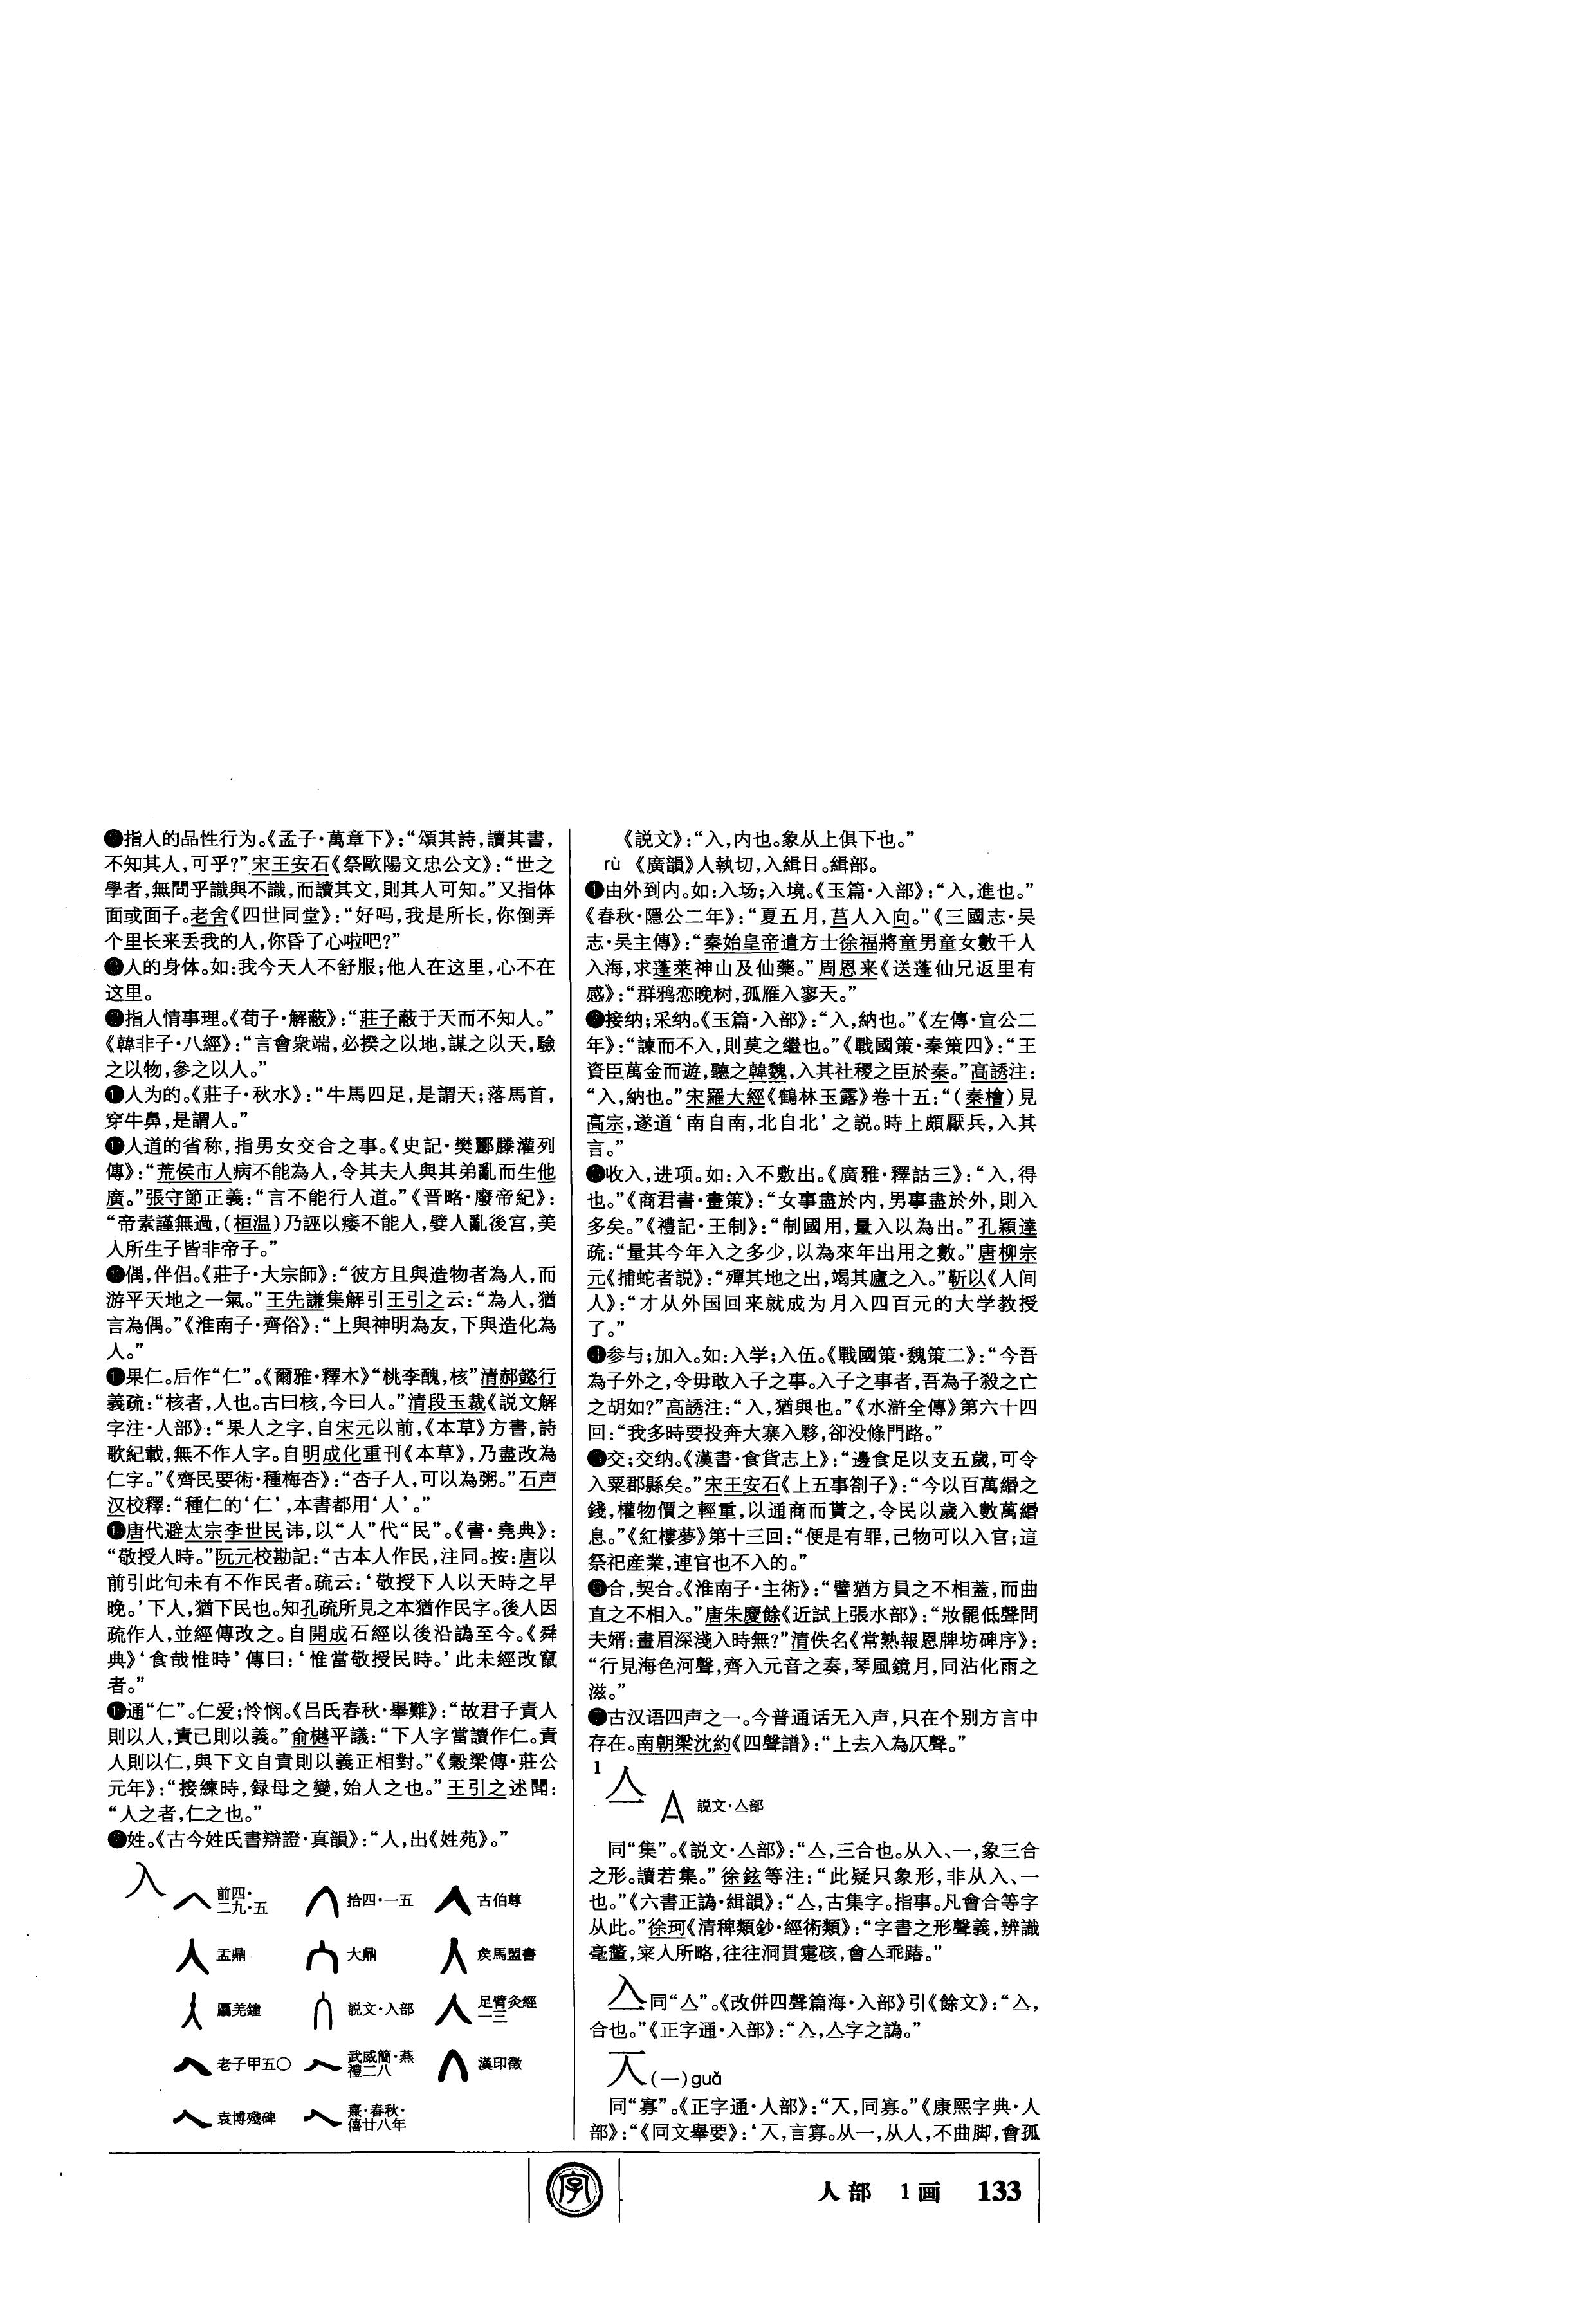 指人的品性行为。《孟子·萬章下》:“頌其詩,讀其書,
不知其人,可乎?”宋王安石《祭歐陽文忠公文》:“世之
學者,無問乎識與不識,而讀其文,則其人可知。”又指体
面或面子。老舍《四世同堂》:“好吗,我是所长,你倒弄
个里长来丢我的人,你昏了心啦吧?”
人的身体。如:我今天人不舒服;他人在这里,心不在
这里。
指人情事理。《荀子·解蔽》:“莊子蔽于天而不知人。”
《韓非子·八經》:“言會衆端,必揆之以地,謀之以天,驗
之以物,參之以人。”
人为的。《莊子·秋水》:“牛馬四足,是謂天;落馬首,
穿牛鼻,是謂人。”
⓫人道的省称,指男女交合之事。《史記·樊酈滕灌列
傳》:“荒侯市人病不能為人,令其夫人與其弟亂而生他
廣。”張守節正義:“言不能行人道。”《晋略·廢帝紀》:
“帝素謹無過,(桓温)乃誣以痿不能人,嬖人亂後宫,美
人所生子皆非帝子。”
偶,伴侣。《莊子·大宗師》:“彼方且與造物者為人,而
游乎天地之一氣。”王先謙集解引王引之云:“為人,猶
言為偶。”《淮南子·齊俗》:“上與神明為友,下與造化為
人。”
果仁。后作“仁”。《爾雅·釋木》“桃李醜,核”清郝懿行
義疏:“核者,人也。古曰核,今曰人。”清段玉裁《説文解
字注·人部》:“果人之字,自宋元以前,《本草》方書,詩
歌紀載,無不作人字。自明成化重刊《本草》,乃盡改為
仁字。”《齊民要術·種梅杏》:“杏子人,可以為粥。”石声
汉校釋:“種仁的‘仁’,本書都用‘人’。”
唐代避太宗李世民讳,以“人”代“民”。《書·堯典》:
“敬授人時。”阮元校勘記:“古本人作民,注同。按:唐以
前引此句未有不作民者。疏云:‘敬授下人以天時之早
晚。’下人,猶下民也。知孔疏所見之本猶作民字。後人因
疏作人,並經傳改之。自開成石經以後沿譌至今。《舜
典》‘食哉惟時’傳曰:‘惟當敬授民時。’此未經改竄
者。”
通“仁”。仁爱;怜悯。《吕氏春秋·舉難》:“故君子責人
則以人,責己則以義。”俞樾平議:“下人字當讀作仁。責
人則以仁,與下文自責則以義正相對。”《穀梁傳·莊公
元年》:“接練時,録母之變,始人之也。”王引之述聞:
“人之者,仁之也。”
姓。《古今姓氏書辯證·真韻》:“人,出《姓苑》。”
入
前四·二九·五 拾四·一五 古伯尊
盂鼎 大鼎 矦馬盟書
驫羌鐘 説文·入部 足臂灸經一三
老子甲五〇 武威簡·燕禮二八 漢印徵
袁博殘碑 熹·春秋·僖廿八年
《説文》:“入,内也。象从上俱下也。”
rù 《廣韻》人執切,入緝日。緝部。
❶由外到内。如:入场;入境。《玉篇·入部》:“入,進也。”
《春秋·隱公二年》:“夏五月,莒人入向。”《三國志·吴
志·吴主傳》:“秦始皇帝遣方士徐福將童男童女數千人
入海,求蓬萊神山及仙藥。”周恩来《送蓬仙兄返里有
感》:“群鸦恋晚树,孤雁入寥天。”
❷接纳;采纳。《玉篇·入部》:“入,納也。”《左傳·宣公二
年》:“諫而不入,則莫之繼也。”《戰國策·秦策四》:“王
資臣萬金而遊,聽之韓魏,入其社稷之臣於秦。”高誘注:
“入,納也。”宋羅大經《鶴林玉露》卷十五:“(秦檜)見
高宗,遂道‘南自南,北自北’之説。時上頗厭兵,入其
言。”
❸收入,进项。如:入不敷出。《廣雅·釋詁三》:“入,得
也。”《商君書·畫策》:“女事盡於内,男事盡於外,則入
多矣。”《禮記·王制》:“制國用,量入以為出。”孔穎達
疏:“量其今年入之多少,以為來年出用之數。”唐柳宗
元《捕蛇者説》:“殫其地之出,竭其廬之入。”靳以《人间
人》:“才从外国回来就成为月入四百元的大学教授
了。”
❹参与;加入。如:入学;入伍。《戰國策·魏策二》:“今吾
為子外之,令毋敢入子之事。入子之事者,吾為子殺之亡
之胡如?”高誘注:“入,猶與也。”《水滸全傳》第六十四
回:“我多時要投奔大寨入夥,卻没條門路。”
❺交;交纳。《漢書·食貨志上》:“邊食足以支五歲,可令
入粟郡縣矣。”宋王安石《上五事劄子》:“今以百萬緡之
錢,權物價之輕重,以通商而貰之,令民以歲入數萬緡
息。”《紅樓夢》第十三回:“便是有罪,己物可以入官;這
祭祀産業,連官也不入的。”
❻合,契合。《淮南子·主術》:“譬猶方員之不相蓋,而曲
直之不相入。”唐朱慶餘《近試上張水部》:“妝罷低聲問
夫婿:畫眉深淺入時無?”清佚名《常熟報恩牌坊碑序》:
“行見海色河聲,齊入元音之奏,琴風鏡月,同沾化雨之
滋。”
❼古汉语四声之一。今普通话无入声,只在个别方言中
存在。南朝梁沈約《四聲譜》:“上去入為仄聲。”
1
亼 説文·亼部
同“集”。《説文·亼部》:“亼,三合也。从入、一,象三合
之形。讀若集。”徐鉉等注:“此疑只象形,非从入、一
也。”《六書正譌·緝韻》:“亼,古集字。指事。凡會合等字
从此。”徐珂《清稗類鈔·經術類》:“字書之形聲義,辨識
毫釐,宷人所略,往往洞貫寔硋,會亼乖踳。”
同“亼”。《改併四聲篇海·入部》引《餘文》:“𠆤,
合也。”《正字通·入部》:“𠆤,亼字之譌。”
𠆥(一)guǎ
同“寡”。《正字通·人部》:“𠆥,同寡。”《康熙字典·人
部》:“《同文舉要》:‘𠆥,言寡。从一,从人,不曲脚,會孤
字
人部 1画 133